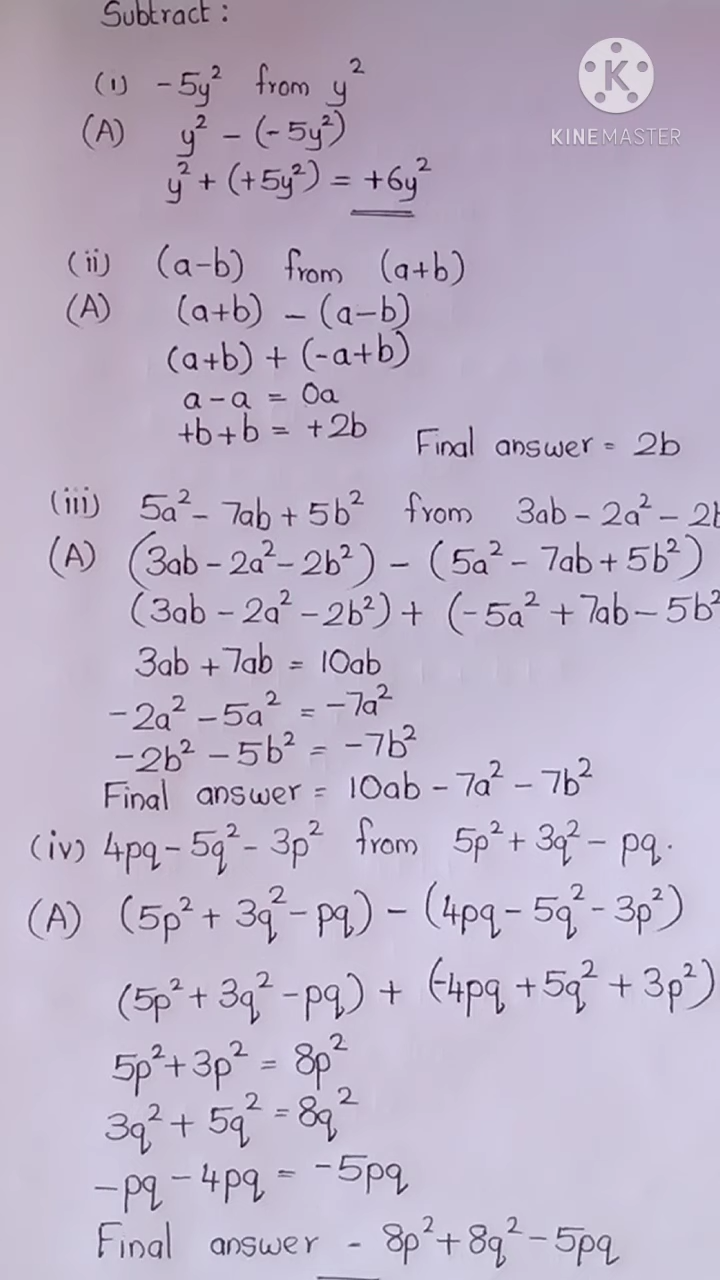 Subtract :
KINEMASTER
(i) -5y² from y²
(A) y² - (-5y²)
y² + (+5y²) = +6y²
(ii) (a-b) from (a+b)
(A) (a+b) - (a-b)
(a+b) + (-a+b)
a-a = 0a
+b+b = +2b Final answer = 2b
(iii) 5a² - 7ab + 5b² from 3ab - 2a² - 2b
(A) (3ab - 2a² - 2b²) - (5a² - 7ab + 5b²)
(3ab - 2a² - 2b²) + (-5a² + 7ab - 5b²
3ab + 7ab = 10ab
-2a² - 5a² = -7a²
-2b² - 5b² = -7b²
Final answer = 10ab - 7a² - 7b²
(iv) 4pq - 5q² - 3p² from 5p² + 3q² - pq.
(A) (5p² + 3q² - pq) - (4pq - 5q² - 3p²)
(5p² + 3q² - pq) + (-4pq + 5q² + 3p²)
5p² + 3p² = 8p²
3q² + 5q² = 8q²
-pq - 4pq = -5pq
Final answer - 8p² + 8q² - 5pq